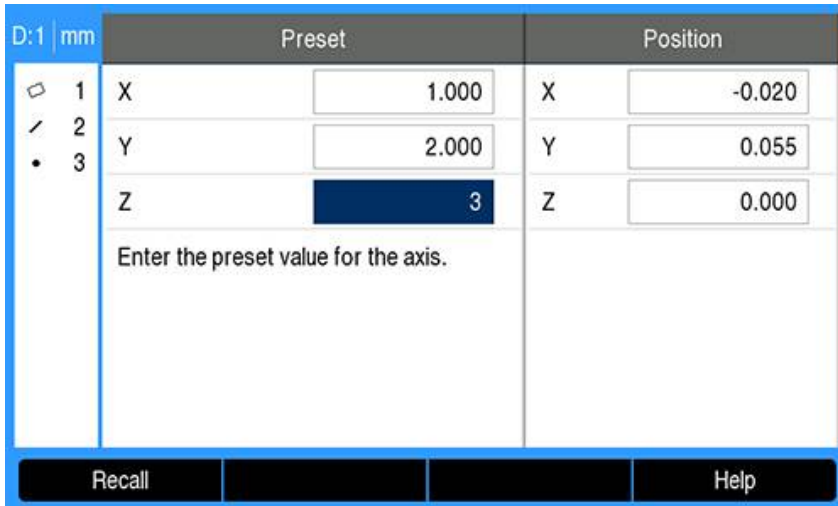 D:1 mm Preset Position
1 X 1.000 X -0.020
2
Y 2.000 Y 0.055
3
Z 3 Z 0.000
Enter the preset value for the axis.
Recall Help